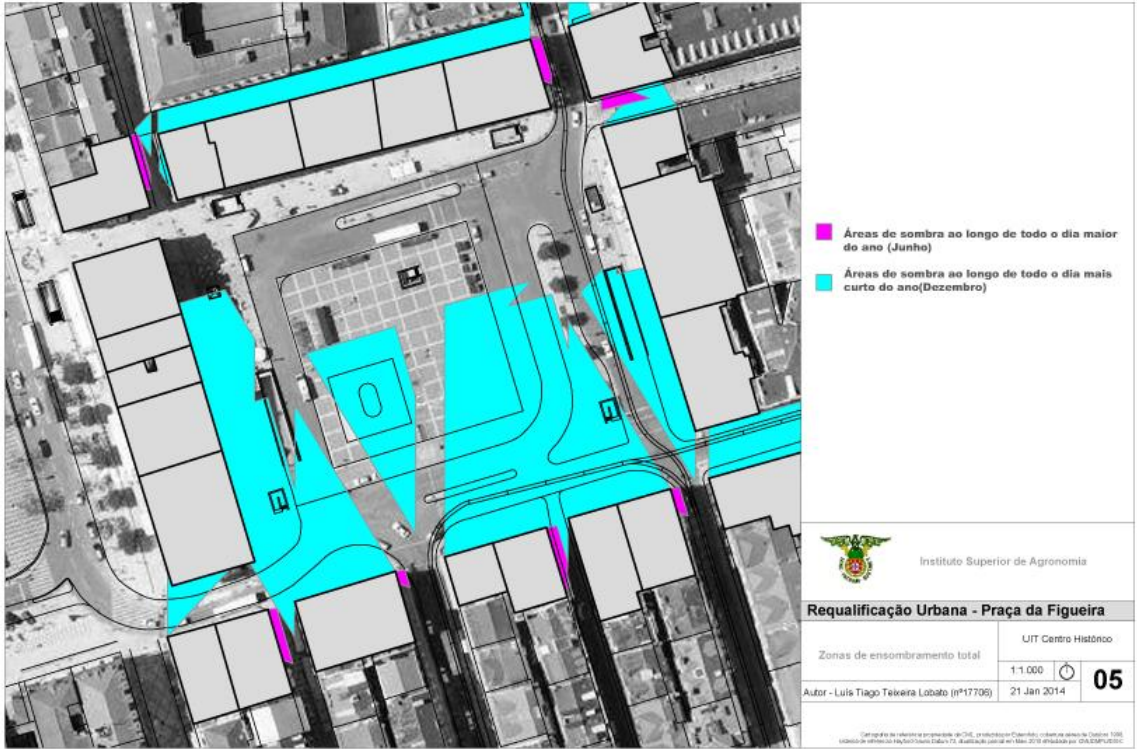 Áreas de sombra ao longo de todo o dia maior
do ano (Junho)
Áreas de sombra ao longo de todo o dia mais
curto do ano(Dezembro)
Instituto Superior de Agronomia
Requalificação Urbana - Praça da Figueira
Zonas de ensombramento total
UIT Centro Histórico
1:1.000
05
Autor - Luís Tiago Teixeira Lobato (nº17706)
21 Jan 2014